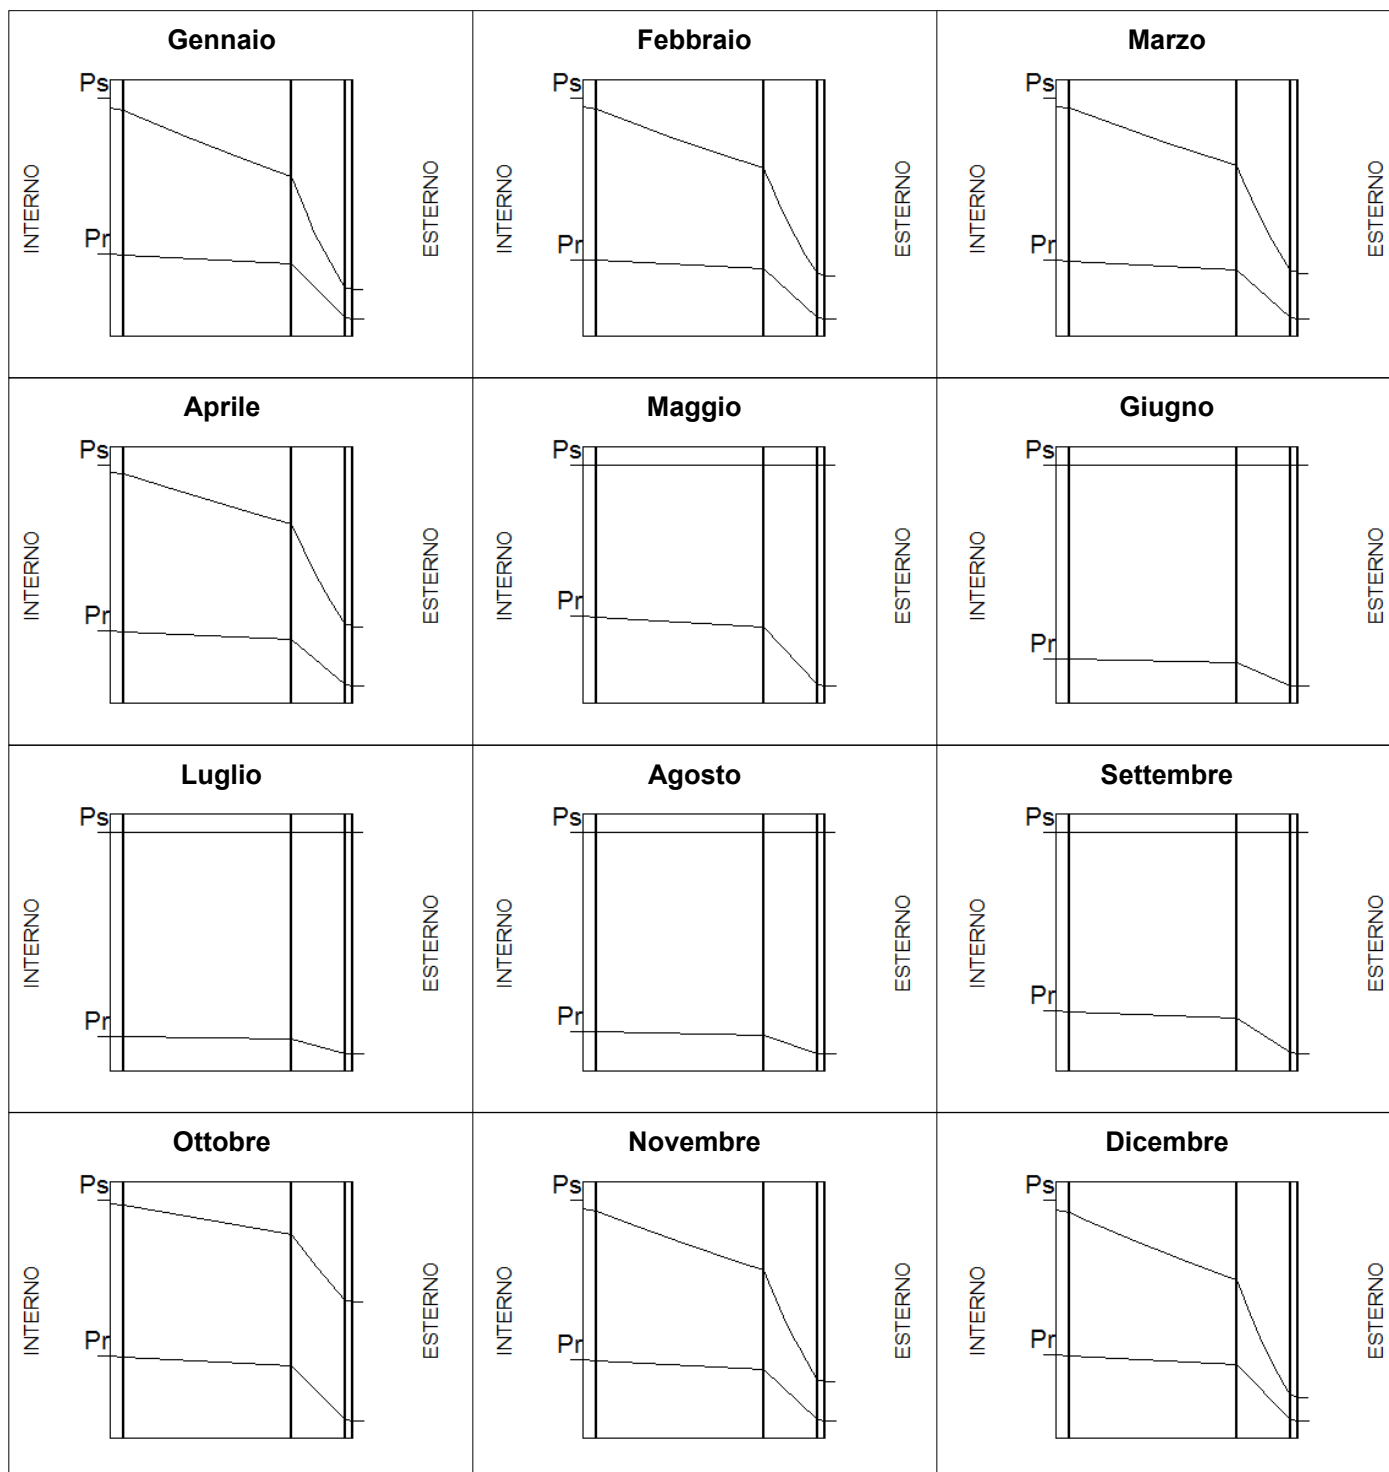 Gennaio
Ps
Pr
INTERNO
ESTERNO
Febbraio
Ps
Pr
INTERNO
ESTERNO
Marzo
Ps
Pr
INTERNO
ESTERNO
Aprile
Ps
Pr
INTERNO
ESTERNO
Maggio
Ps
Pr
INTERNO
ESTERNO
Giugno
Ps
Pr
INTERNO
ESTERNO
Luglio
Ps
Pr
INTERNO
ESTERNO
Agosto
Ps
Pr
INTERNO
ESTERNO
Settembre
Ps
Pr
INTERNO
ESTERNO
Ottobre
Ps
Pr
INTERNO
ESTERNO
Novembre
Ps
Pr
INTERNO
ESTERNO
Dicembre
Ps
Pr
INTERNO
ESTERNO